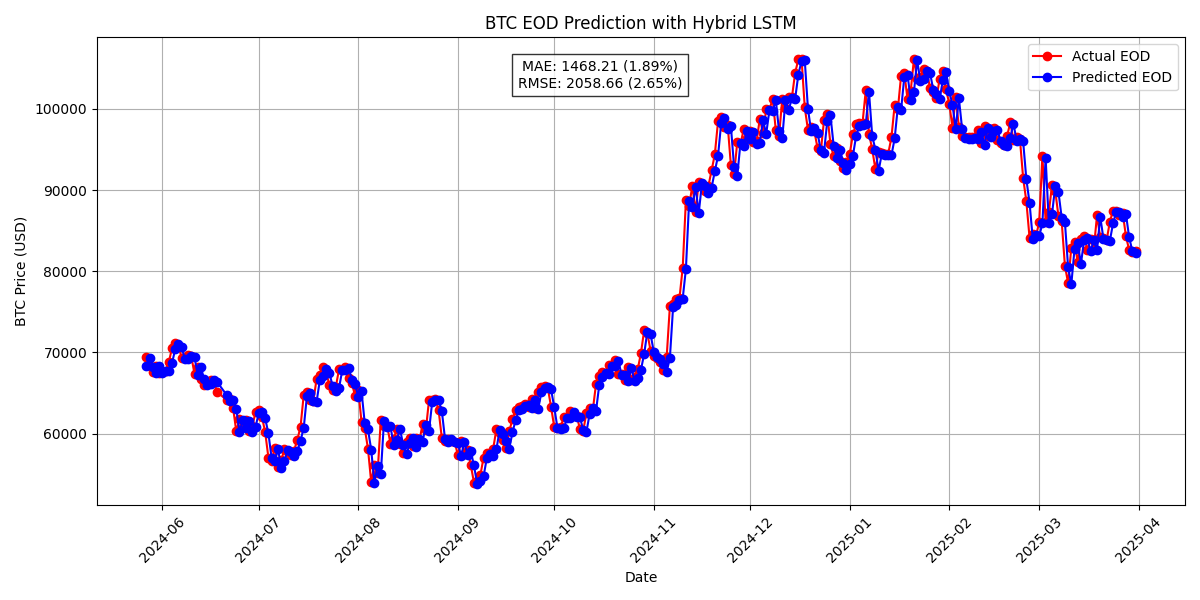 BTC EOD Prediction with Hybrid LSTM
MAE: 1468.21 (1.89%)
RMSE: 2058.66 (2.65%)
Actual EOD
Predicted EOD
BTC Price (USD)
100000
90000
80000
70000
60000
2024-06
2024-07
2024-08
2024-09
2024-10
2024-11
2024-12
2025-01
2025-02
2025-03
2025-04
Date